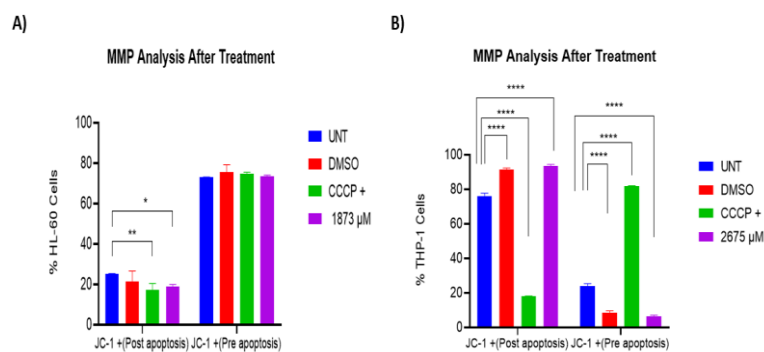 A)
MMP Analysis After Treatment
% HL-60 Cells
100
80
60
40
20
0
*
**
JC-1 +(Post apoptosis)
JC-1 +(Pre apoptosis)
UNT
DMSO
CCCP +
1873 µM
B)
MMP Analysis After Treatment
% THP-1 Cells
100
80
60
40
20
0
****
****
****
****
****
****
JC-1 +(Post apoptosis)
JC-1 +(Pre apoptosis)
UNT
DMSO
CCCP +
2675 µM